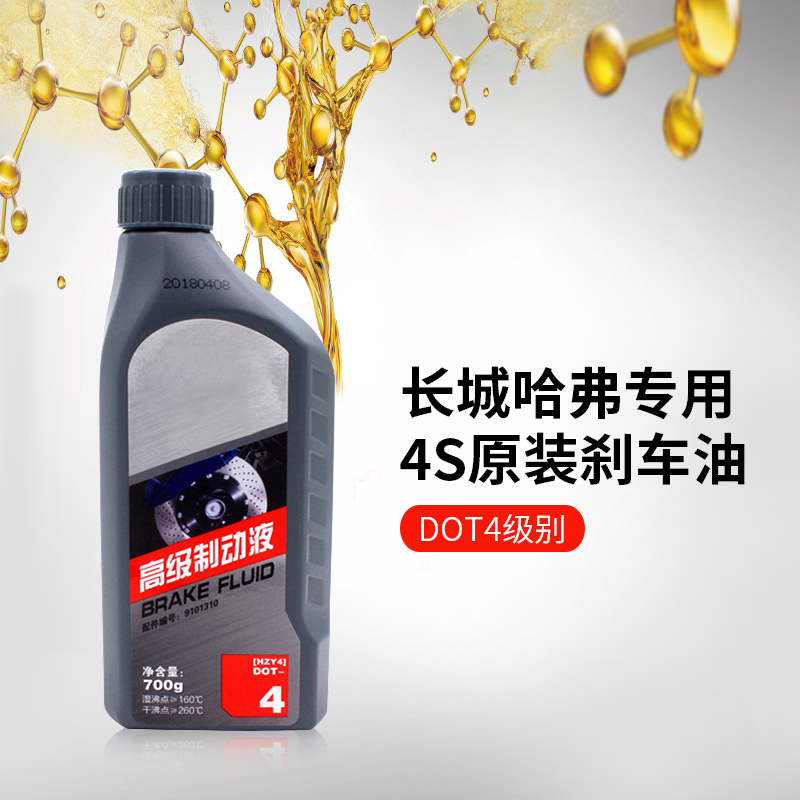 20180408
长城哈弗专用
4S原装刹车油
DOT4级别
高级制动液
BRAKE FLUID
配件编号：9101310
净含量：
700g
湿沸点≥160℃
干沸点≥260℃
[HZY4]
DOT-
4